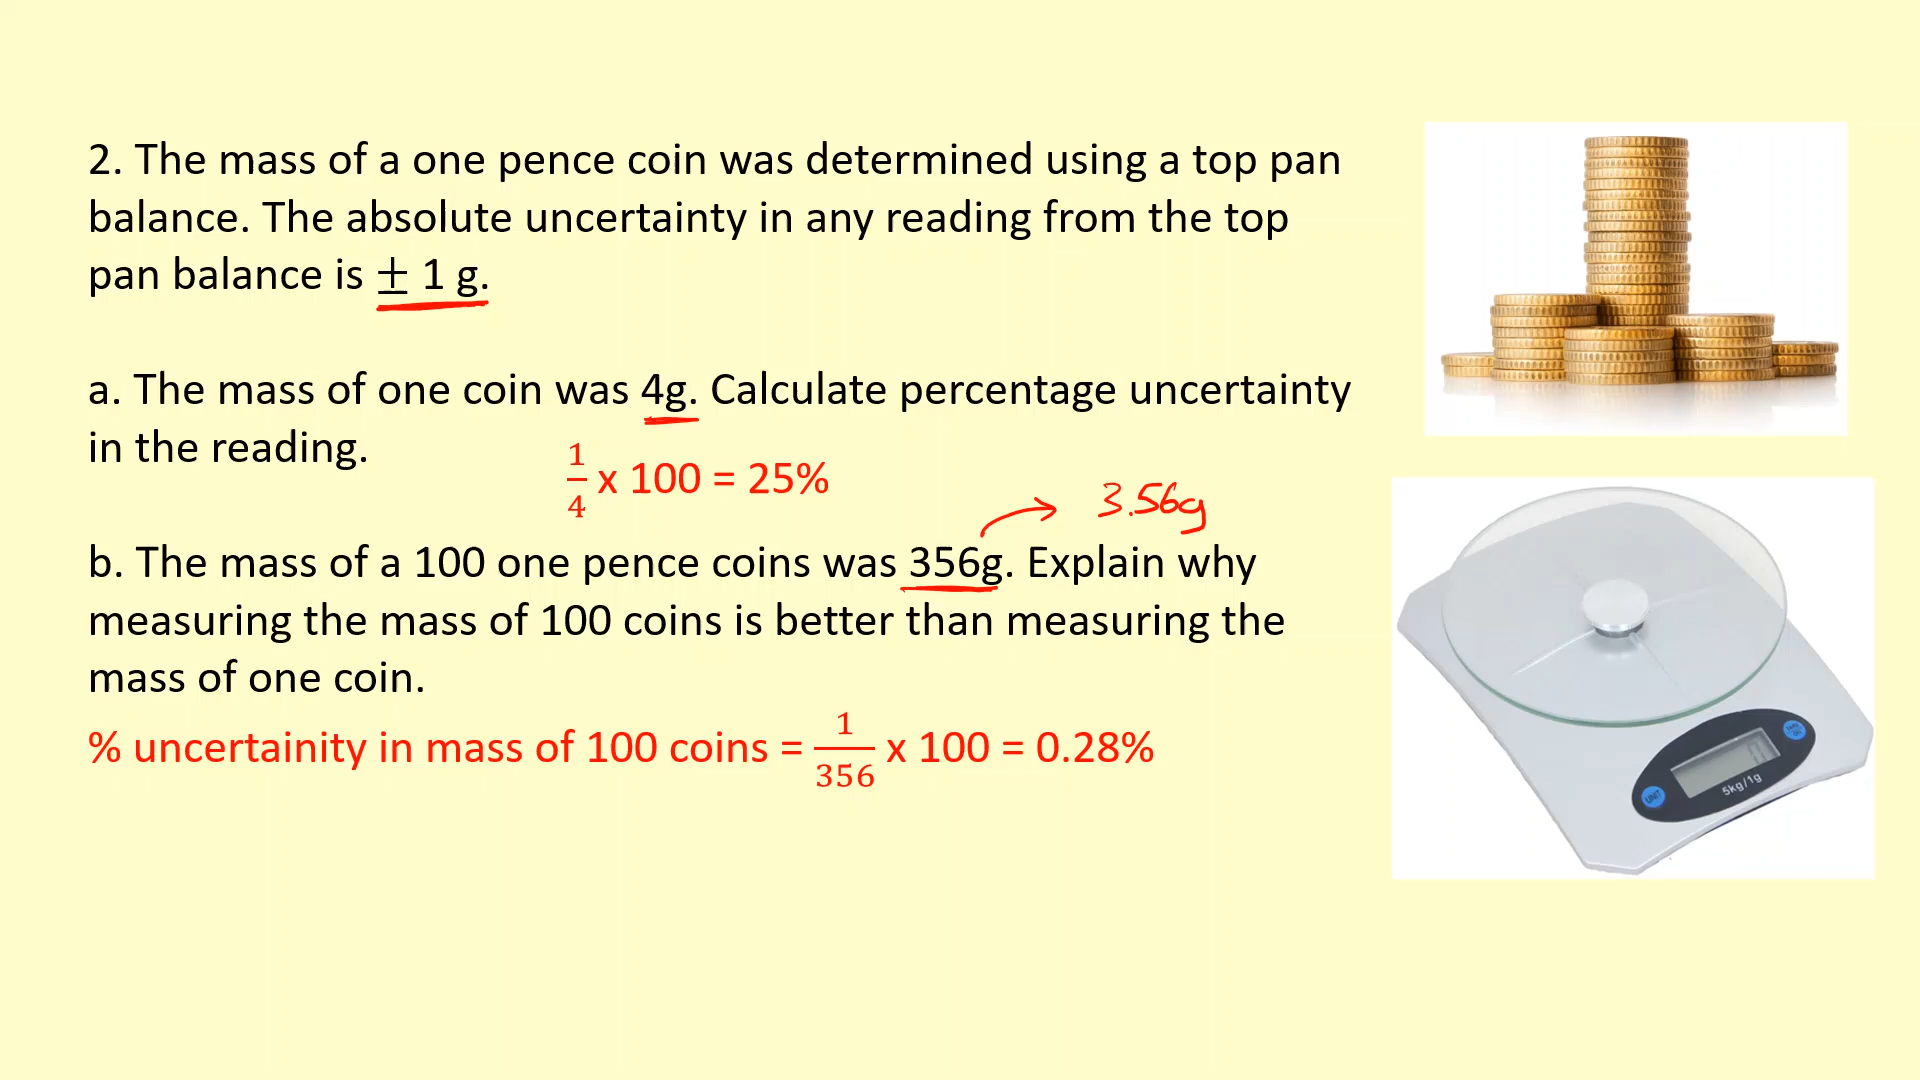 2. The mass of a one pence coin was determined using a top pan
balance. The absolute uncertainty in any reading from the top
pan balance is ± 1 g.
a. The mass of one coin was 4g. Calculate percentage uncertainty
in the reading.
1/4 x 100 = 25%
3.56g
b. The mass of a 100 one pence coins was 356g. Explain why
measuring the mass of 100 coins is better than measuring the
mass of one coin.
% uncertainity in mass of 100 coins = 1/356 x 100 = 0.28%
5kg/1g
UNIT